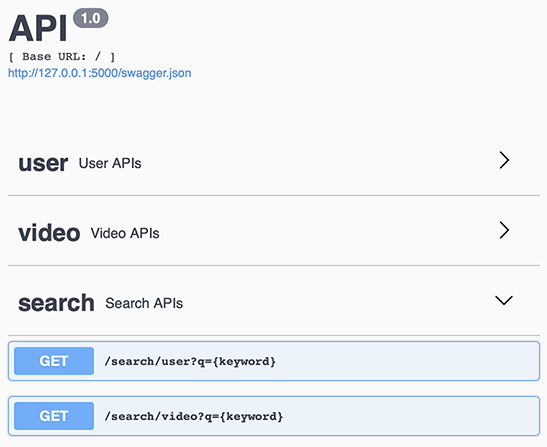 API 1.0
[ Base URL: / ]
http://127.0.0.1:5000/swagger.json
user User APIs
video Video APIs
search Search APIs
GET /search/user?q={keyword}
GET /search/video?q={keyword}